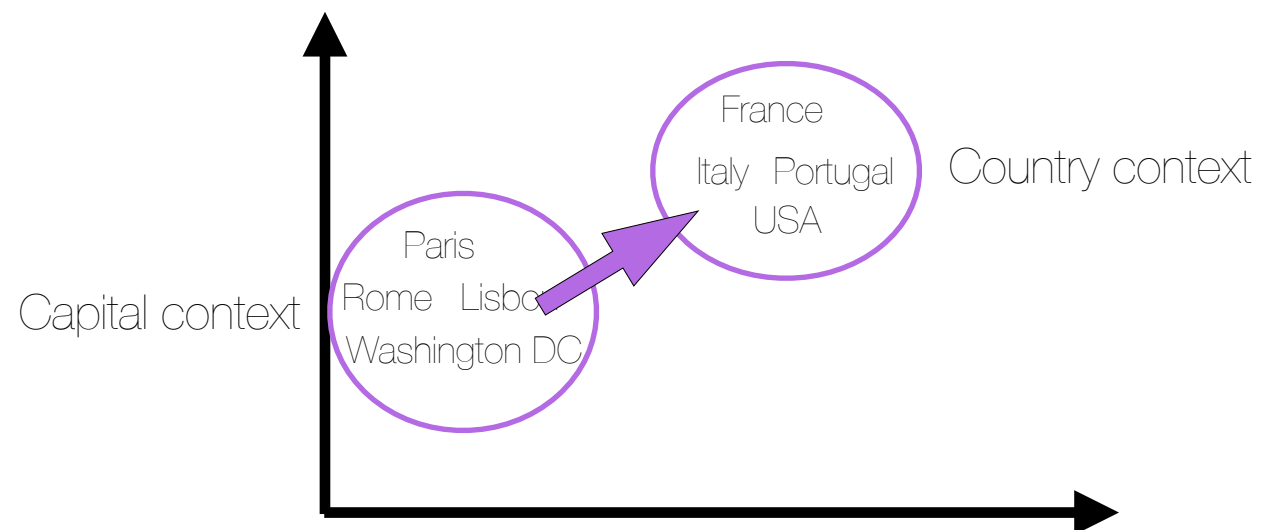 France
Italy Portugal
USA
Country context
Paris
Rome
Washington DC
Capital context